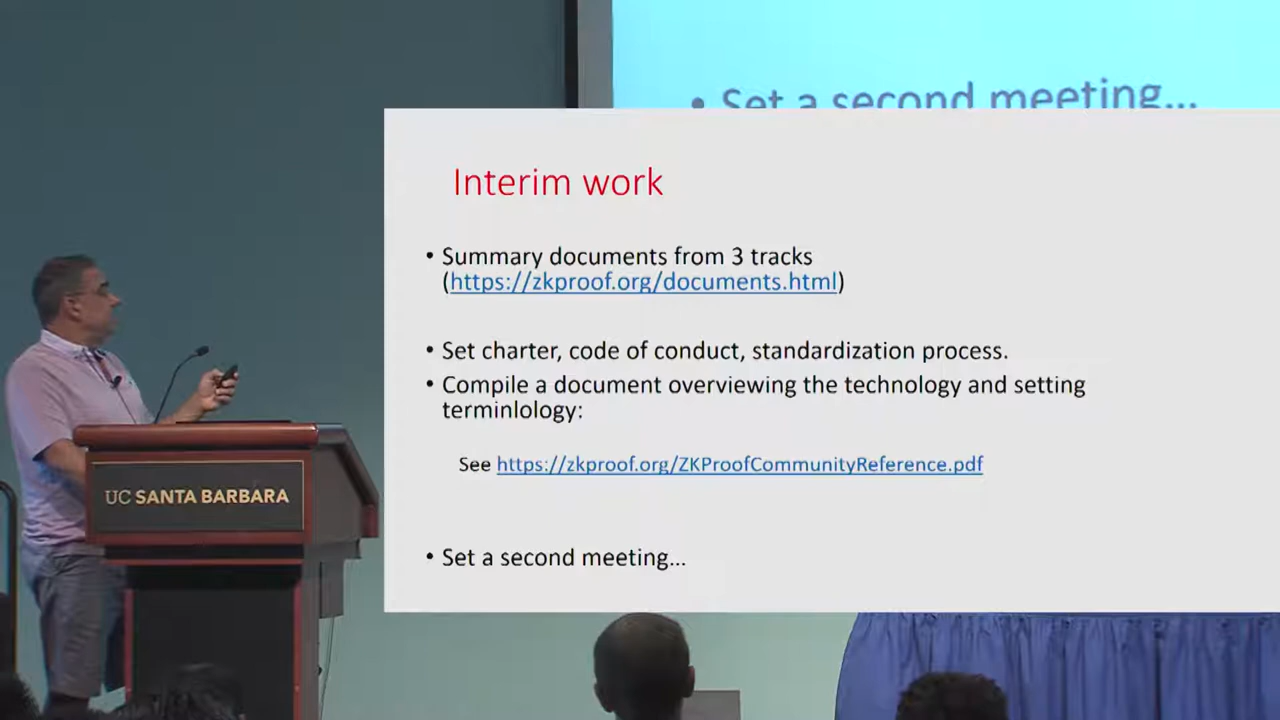 • Set a second meeting...
Interim work
• Summary documents from 3 tracks
(https://zkproof.org/documents.html)
• Set charter, code of conduct, standardization process.
• Compile a document overviewing the technology and setting
terminlology:
See https://zkproof.org/ZKProofCommunityReference.pdf
• Set a second meeting...
UC SANTA BARBARA